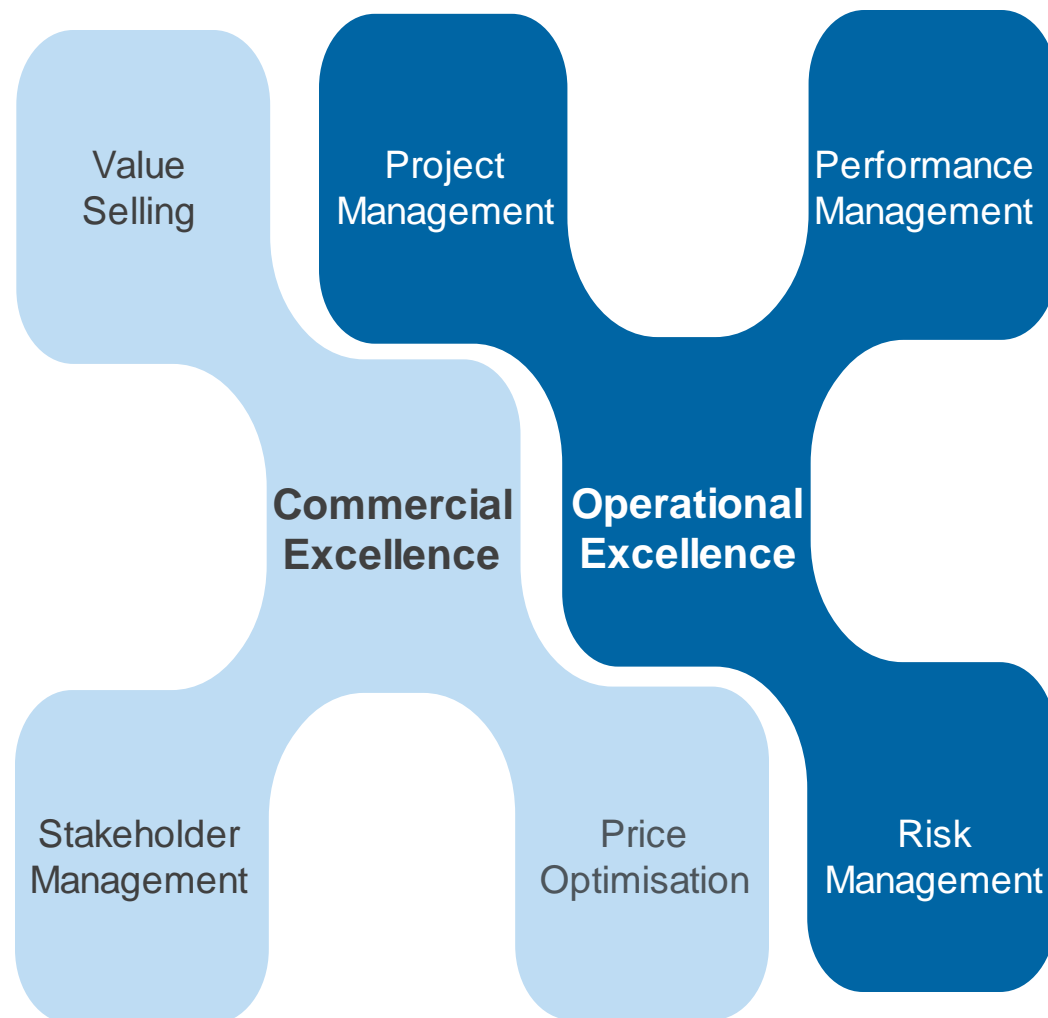 Value
Selling
Project
Management
Performance
Management
Commercial
Excellence
Operational
Excellence
Stakeholder
Management
Price
Optimisation
Risk
Management